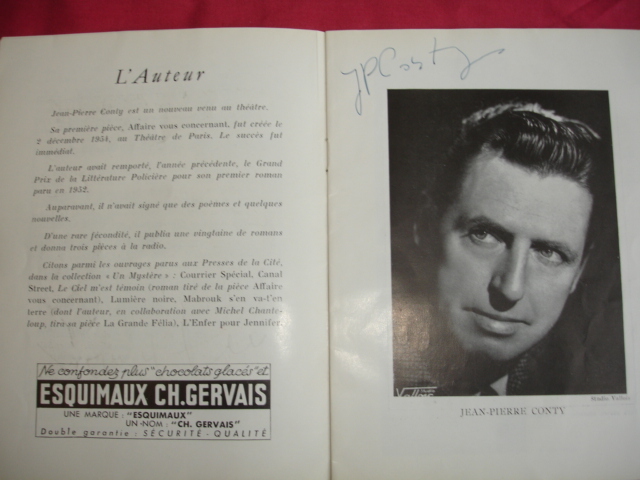 L'Auteur
Jean-Pierre Conty est un nouveau venu au théâtre.
Sa première pièce, Affaire vous concernant, fut créée le
2 décembre 1954, au Théâtre de Paris. Le succès fut
immédiat.
L'auteur avait remporté, l'année précédente, le Grand
Prix de la Littérature Policière pour son premier roman
paru en 1952.
Auparavant, il n'avait signé que des poèmes et quelques
nouvelles.
D'une rare fécondité, il publia une vingtaine de romans
et donna trois pièces à la radio.
Citons parmi les ouvrages parus aux Presses de la Cité,
dans la collection « Un Mystère » : Courrier Spécial, Canal
Street, Le Ciel m'est témoin (roman tiré de la pièce Affaire
vous concernant), Lumière noire, Mabrouk s'en va-t'en
terre (dont l'auteur, en collaboration avec Michel Chante-
loup, tira sa pièce La Grande Félia), L'Enfer pour Jennifer.
Ne confondez plus "chocolats glacés" et
ESQUIMAUX CH.GERVAIS
UNE MARQUE : "ESQUIMAUX"
UN NOM : "CH. GERVAIS"
Double garantie : SÉCURITÉ - QUALITÉ
JPConty
Vallois
Studio Vallois.
JEAN-PIERRE CONTY